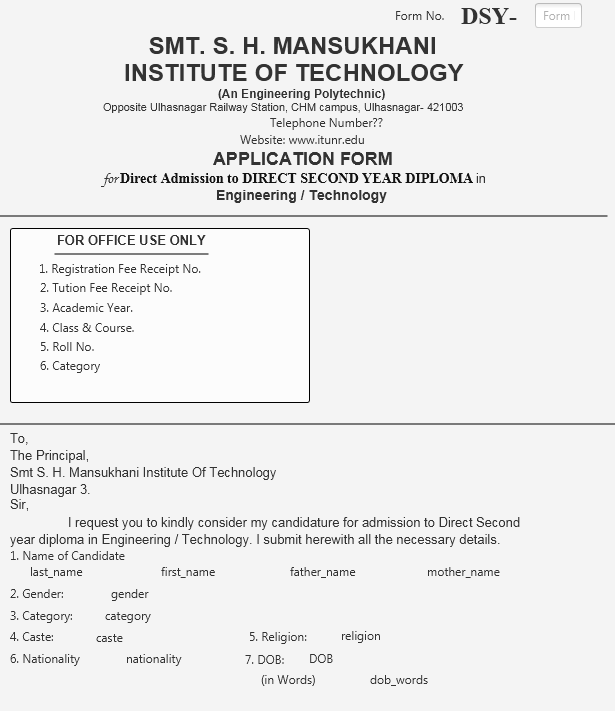 Form No. DSY- Form
SMT. S. H. MANSUKHANI
INSTITUTE OF TECHNOLOGY
(An Engineering Polytechnic)
Opposite Ulhasnagar Railway Station, CHM campus, Ulhasnagar- 421003
Telephone Number??
Website: www.itunr.edu
APPLICATION FORM
for Direct Admission to DIRECT SECOND YEAR DIPLOMA in
Engineering / Technology
FOR OFFICE USE ONLY
1. Registration Fee Receipt No.
2. Tution Fee Receipt No.
3. Academic Year.
4. Class & Course.
5. Roll No.
6. Category
To,
The Principal,
Smt S. H. Mansukhani Institute Of Technology
Ulhasnagar 3.
Sir,
I request you to kindly consider my candidature for admission to Direct Second
year diploma in Engineering / Technology. I submit herewith all the necessary details.
1. Name of Candidate
last_name first_name father_name mother_name
2. Gender: gender
3. Category: category
4. Caste: caste 5. Religion: religion
6. Nationality nationality 7. DOB: DOB
(in Words) dob_words